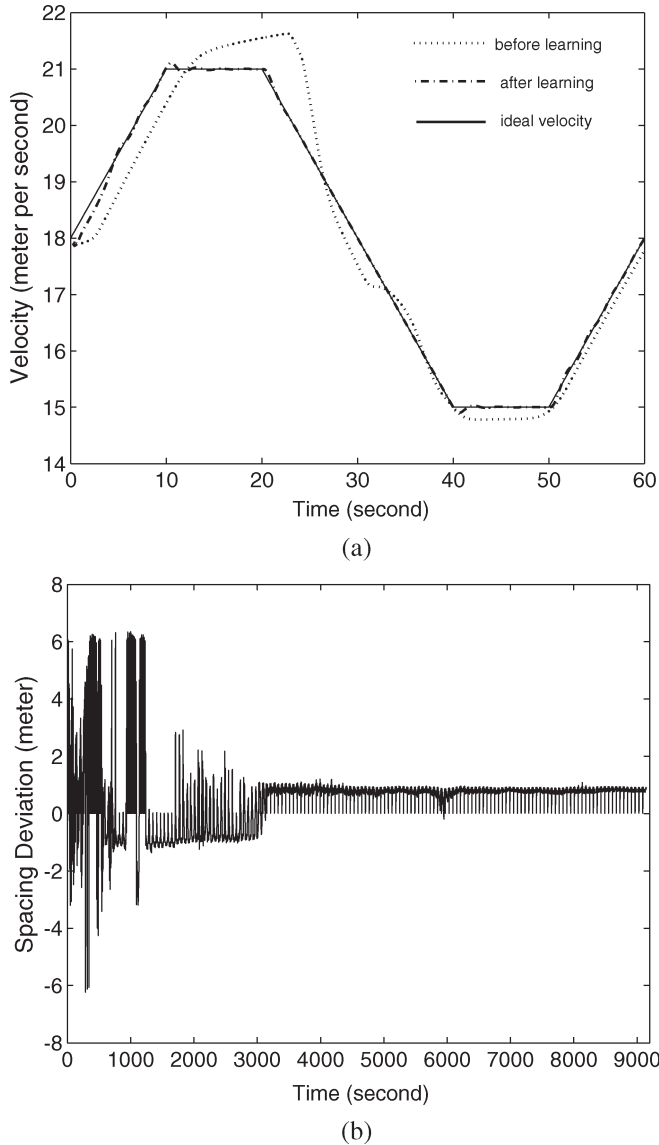 22
21
20
19
18
17
16
15
14
Velocity (meter per second)
before learning
after learning
ideal velocity
0 10 20 30 40 50 60
Time (second)
(a)
8
6
4
2
0
-2
-4
-6
-8
Spacing Deviation (meter)
0 1000 2000 3000 4000 5000 6000 7000 8000 9000
Time (second)
(b)